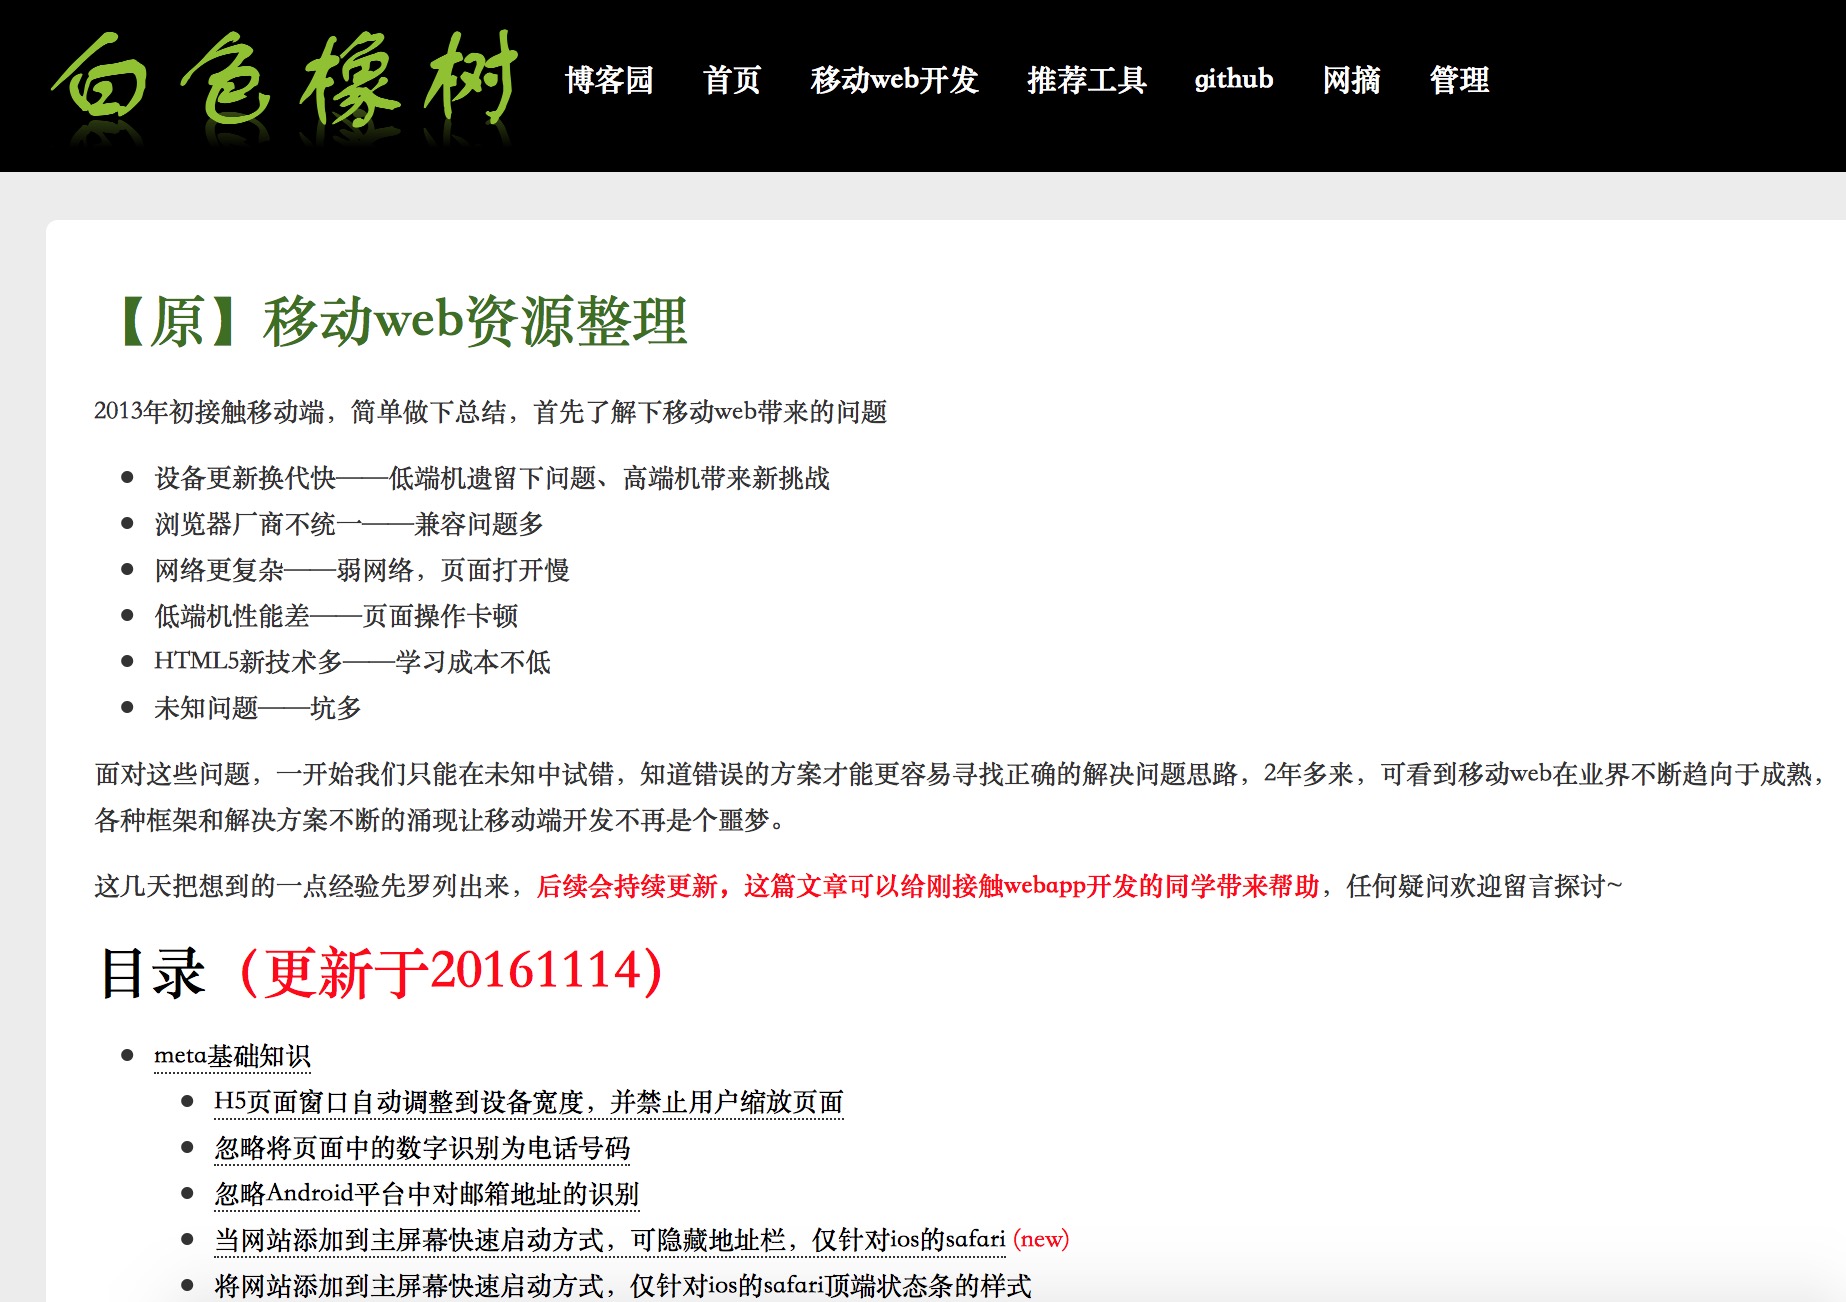 白色橡树
博客园 首页 移动web开发 推荐工具 github 网摘 管理
【原】移动web资源整理
2013年初接触移动端，简单做下总结，首先了解下移动web带来的问题
设备更新换代快——低端机遗留下问题、高端机带来新挑战
浏览器厂商不统一——兼容问题多
网络更复杂——弱网络，页面打开慢
低端机性能差——页面操作卡顿
HTML5新技术多——学习成本不低
未知问题——坑多
面对这些问题，一开始我们只能在未知中试错，知道错误的方案才能更容易寻找正确的解决问题思路，2年多来，可看到移动web在业界不断趋向于成熟，
各种框架和解决方案不断的涌现让移动端开发不再是个噩梦。
这几天把想到的一点经验先罗列出来，后续会持续更新，这篇文章可以给刚接触webapp开发的同学带来帮助，任何疑问欢迎留言探讨~
目录（更新于20161114）
meta基础知识
H5页面窗口自动调整到设备宽度，并禁止用户缩放页面
忽略将页面中的数字识别为电话号码
忽略Android平台中对邮箱地址的识别
当网站添加到主屏幕快速启动方式，可隐藏地址栏，仅针对ios的safari (new)
将网站添加到主屏幕快速启动方式，仅针对ios的safari顶端状态条的样式